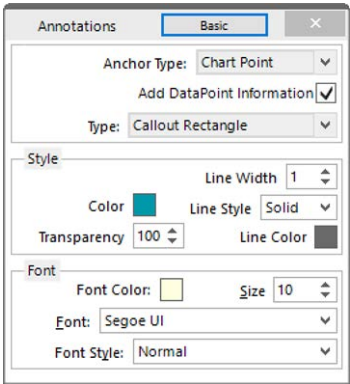 Annotations Basic
Anchor Type: Chart Point
Add DataPoint Information
Type: Callout Rectangle
Style
Line Width 1
Color Line Style Solid
Transparency 100 Line Color
Font
Font Color: Size 10
Font: Segoe UI
Font Style: Normal